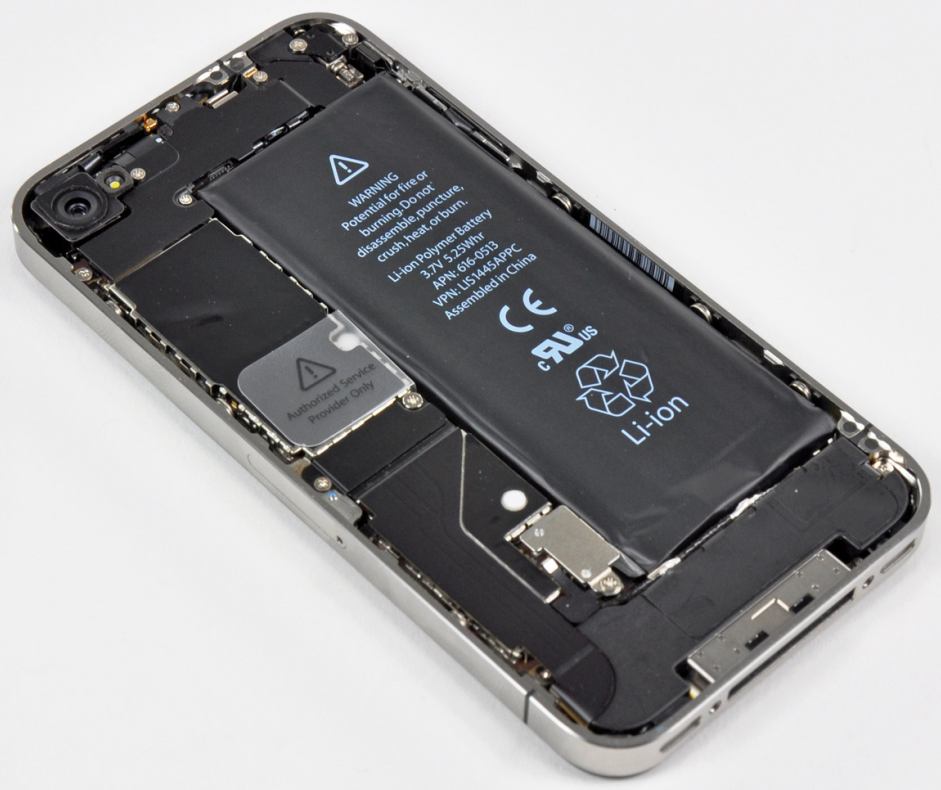 WARNING
Potential for fire or
burning. Do not
disassemble, puncture,
crush, heat, or burn.
Li-ion Polymer Battery
3.7V 5.25Whr
APN: 616-0513
VPN: LIS1445APPC
Assembled in China
CE
c RU® US
Li-ion
Authorized Service
Provider Only